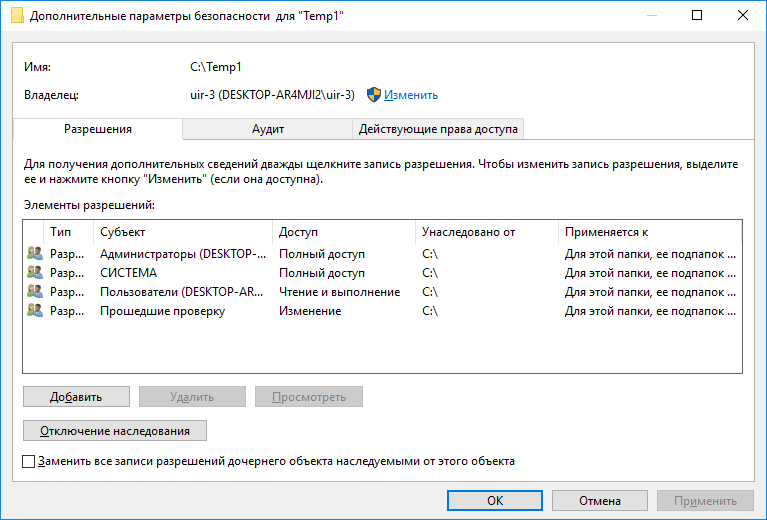 Дополнительные параметры безопасности для "Temp1"
Имя: C:\Temp1
Владелец: uir-3 (DESKTOP-AR4MJI2\uir-3) Изменить
Разрешения Аудит Действующие права доступа
Для получения дополнительных сведений дважды щелкните запись разрешения. Чтобы изменить запись разрешения, выделите
ее и нажмите кнопку "Изменить" (если она доступна).
Элементы разрешений:
Тип Субъект Доступ Унаследовано от Применяется к
Разр... Администраторы (DESKTOP-... Полный доступ C:\ Для этой папки, ее подпапок ...
Разр... СИСТЕМА Полный доступ C:\ Для этой папки, ее подпапок ...
Разр... Пользователи (DESKTOP-AR... Чтение и выполнение C:\ Для этой папки, ее подпапок ...
Разр... Прошедшие проверку Изменение C:\ Для этой папки, ее подпапок ...
Добавить Удалить Просмотреть
Отключение наследования
Заменить все записи разрешений дочернего объекта наследуемыми от этого объекта
ОК Отмена Применить